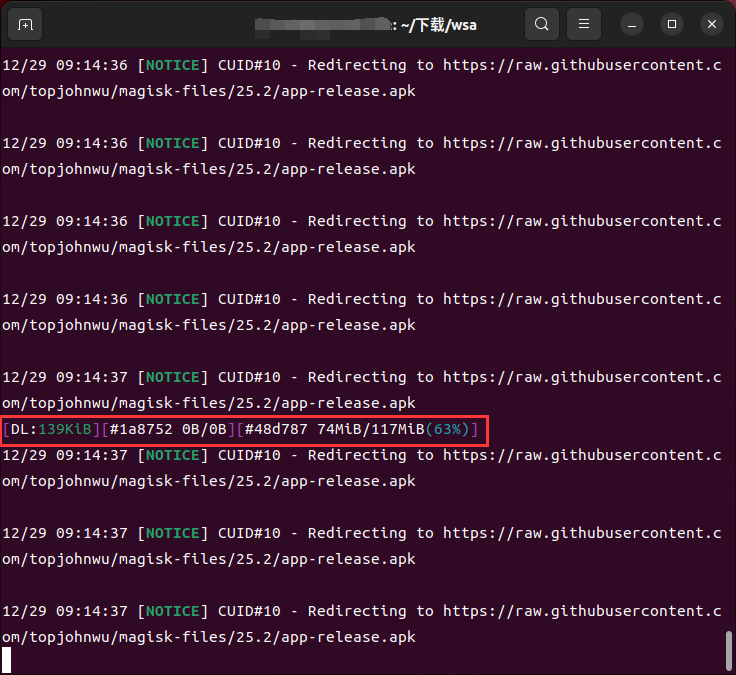 : ~/下载/wsa
12/29 09:14:36 [NOTICE] CUID#10 - Redirecting to https://raw.githubusercontent.c
om/topjohnwu/magisk-files/25.2/app-release.apk
12/29 09:14:36 [NOTICE] CUID#10 - Redirecting to https://raw.githubusercontent.c
om/topjohnwu/magisk-files/25.2/app-release.apk
12/29 09:14:36 [NOTICE] CUID#10 - Redirecting to https://raw.githubusercontent.c
om/topjohnwu/magisk-files/25.2/app-release.apk
12/29 09:14:36 [NOTICE] CUID#10 - Redirecting to https://raw.githubusercontent.c
om/topjohnwu/magisk-files/25.2/app-release.apk
12/29 09:14:37 [NOTICE] CUID#10 - Redirecting to https://raw.githubusercontent.c
om/topjohnwu/magisk-files/25.2/app-release.apk
[DL:139KiB][#1a8752 0B/0B][#48d787 74MiB/117MiB(63%)]
12/29 09:14:37 [NOTICE] CUID#10 - Redirecting to https://raw.githubusercontent.c
om/topjohnwu/magisk-files/25.2/app-release.apk
12/29 09:14:37 [NOTICE] CUID#10 - Redirecting to https://raw.githubusercontent.c
om/topjohnwu/magisk-files/25.2/app-release.apk
12/29 09:14:37 [NOTICE] CUID#10 - Redirecting to https://raw.githubusercontent.c
om/topjohnwu/magisk-files/25.2/app-release.apk